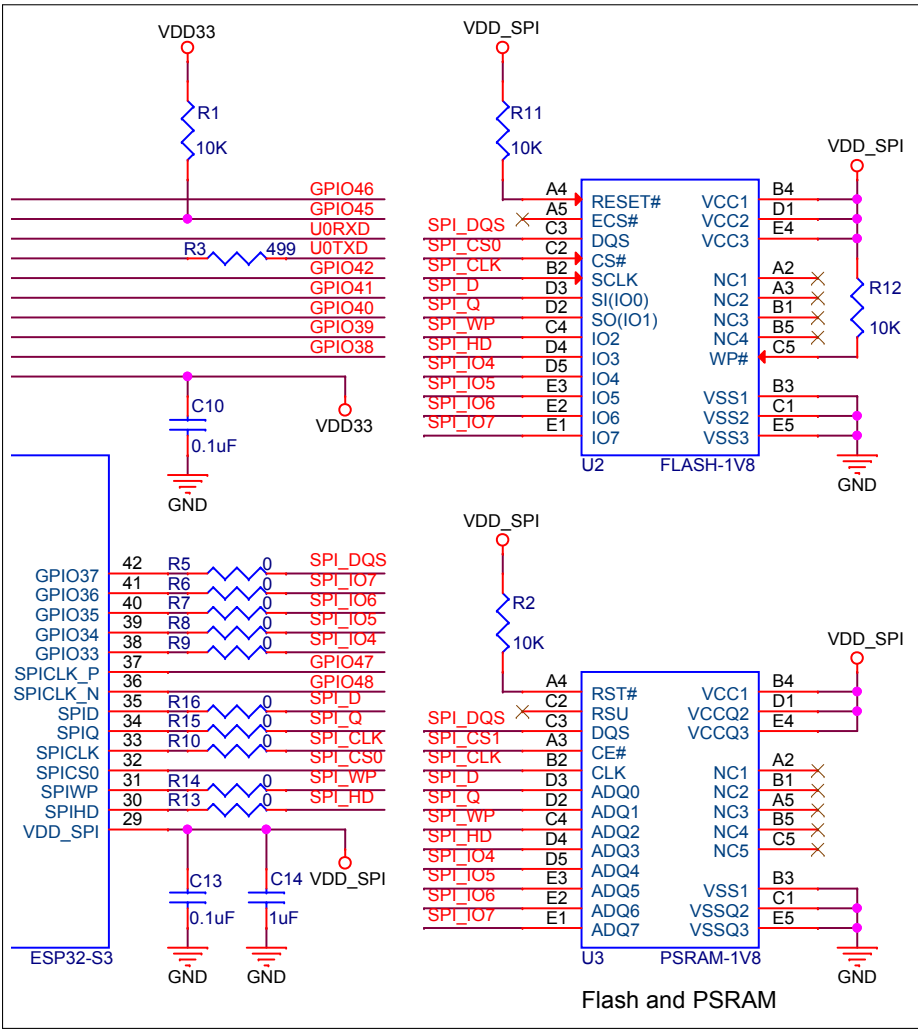 VDD33
R1
10K
GPIO46
GPIO45
U0RXD
U0TXD
R3 499
GPIO42
GPIO41
GPIO40
GPIO39
GPIO38
C10
0.1uF
VDD33
GND
42 R5 0 SPI_DQS
GPIO37
41 R6 0 SPI_IO7
GPIO36
40 R7 0 SPI_IO6
GPIO35
39 R8 0 SPI_IO5
GPIO34
38 R9 0 SPI_IO4
GPIO33
37 GPIO47
SPICLK_P
36 GPIO48
SPICLK_N
35 R16 0 SPI_D
SPID
34 R15 0 SPI_Q
SPIQ
33 R10 0 SPI_CLK
SPICLK
32 SPI_CS0
SPICS0
31 R14 0 SPI_WP
SPIWP
30 R13 0 SPI_HD
SPIHD
29
VDD_SPI
C13
0.1uF
C14
1uF
VDD_SPI
ESP32-S3
GND
GND
VDD_SPI
R11
10K
VDD_SPI
A4 RESET# VCC1 B4
A5 ECS# VCC2 D1
SPI_DQS C3 DQS VCC3 E4
SPI_CS0 C2 CS#
SPI_CLK B2 SCLK NC1 A2
SPI_D D3 SI(IO0) NC2 A3
SPI_Q D2 SO(IO1) NC3 B1
SPI_WP C4 IO2 NC4 B5
SPI_HD D4 IO3 WP# C5
SPI_IO4 D5 IO4
SPI_IO5 E3 IO5 VSS1 B3
SPI_IO6 E2 IO6 VSS2 C1
SPI_IO7 E1 IO7 VSS3 E5
R12
10K
U2 FLASH-1V8
GND
VDD_SPI
R2
10K
VDD_SPI
A4 RST# VCC1 B4
C2 RSU VCCQ2 D1
SPI_DQS C3 DQS VCCQ3 E4
SPI_CS1 A3 CE#
SPI_CLK B2 CLK NC1 A2
SPI_D D3 ADQ0 NC2 B1
SPI_Q D2 ADQ1 NC3 A5
SPI_WP C4 ADQ2 NC4 B5
SPI_HD D4 ADQ3 NC5 C5
SPI_IO4 D5 ADQ4
SPI_IO5 E3 ADQ5 VSS1 B3
SPI_IO6 E2 ADQ6 VSSQ2 C1
SPI_IO7 E1 ADQ7 VSSQ3 E5
U3 PSRAM-1V8
GND
Flash and PSRAM